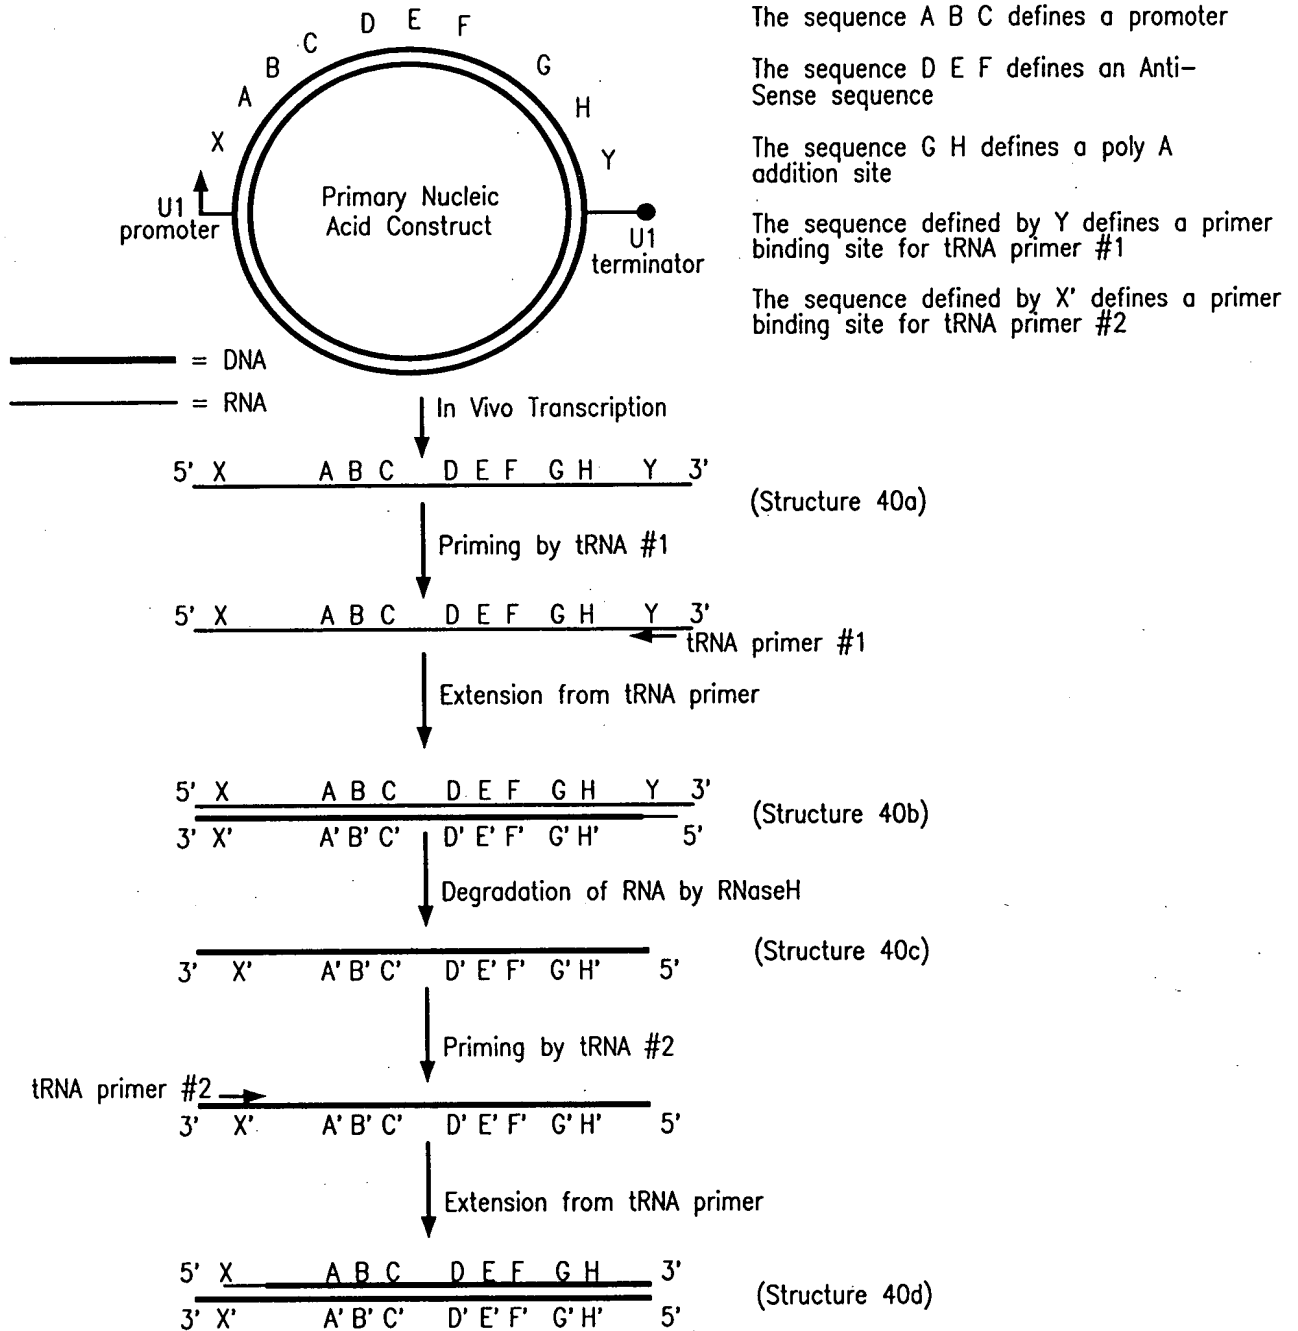 X A B C D E F G H Y
U1
promoter
Primary Nucleic
Acid Construct
U1
terminator
The sequence A B C defines a promoter
The sequence D E F defines an Anti-
Sense sequence
The sequence G H defines a poly A
addition site
The sequence defined by Y defines a primer
binding site for tRNA primer #1
The sequence defined by X' defines a primer
binding site for tRNA primer #2
= DNA
= RNA
In Vivo Transcription
5' X A B C D E F G H Y 3'
(Structure 40a)
Priming by tRNA #1
5' X A B C D E F G H Y 3'
tRNA primer #1
Extension from tRNA primer
5' X A B C D E F G H Y 3'
(Structure 40b)
3' X' A' B' C' D' E' F' G' H' 5'
Degradation of RNA by RNaseH
(Structure 40c)
3' X' A' B' C' D' E' F' G' H' 5'
Priming by tRNA #2
tRNA primer #2
3' X' A' B' C' D' E' F' G' H' 5'
Extension from tRNA primer
5' X A B C D E F G H 3'
(Structure 40d)
3' X' A' B' C' D' E' F' G' H' 5'